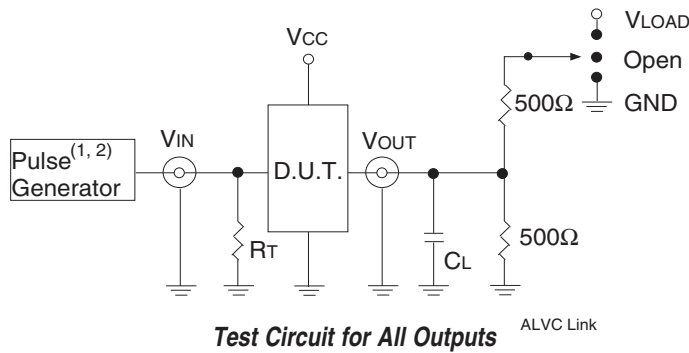 VLOAD
VCC
Open
500Ω
GND
Pulse(1, 2)
Generator
VIN
D.U.T.
VOUT
RT
CL
500Ω
Test Circuit for All Outputs
ALVC Link